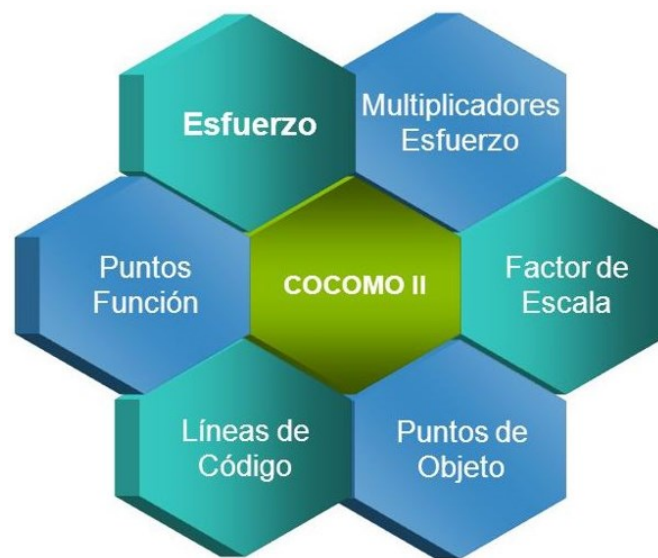 Esfuerzo
Multiplicadores
Esfuerzo
Puntos
Función
COCOMO II
Factor de
Escala
Líneas de
Código
Puntos de
Objeto